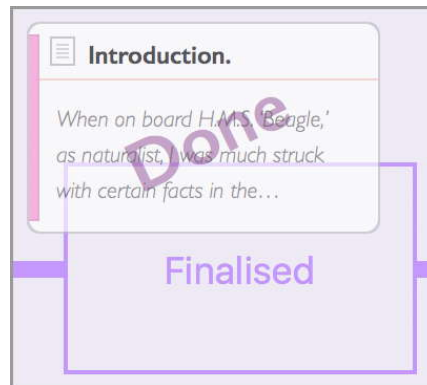 Introduction.
When on board H.M.S. 'Beagle,'
as naturalist, I was much struck
with certain facts in the…
Done
Finalised